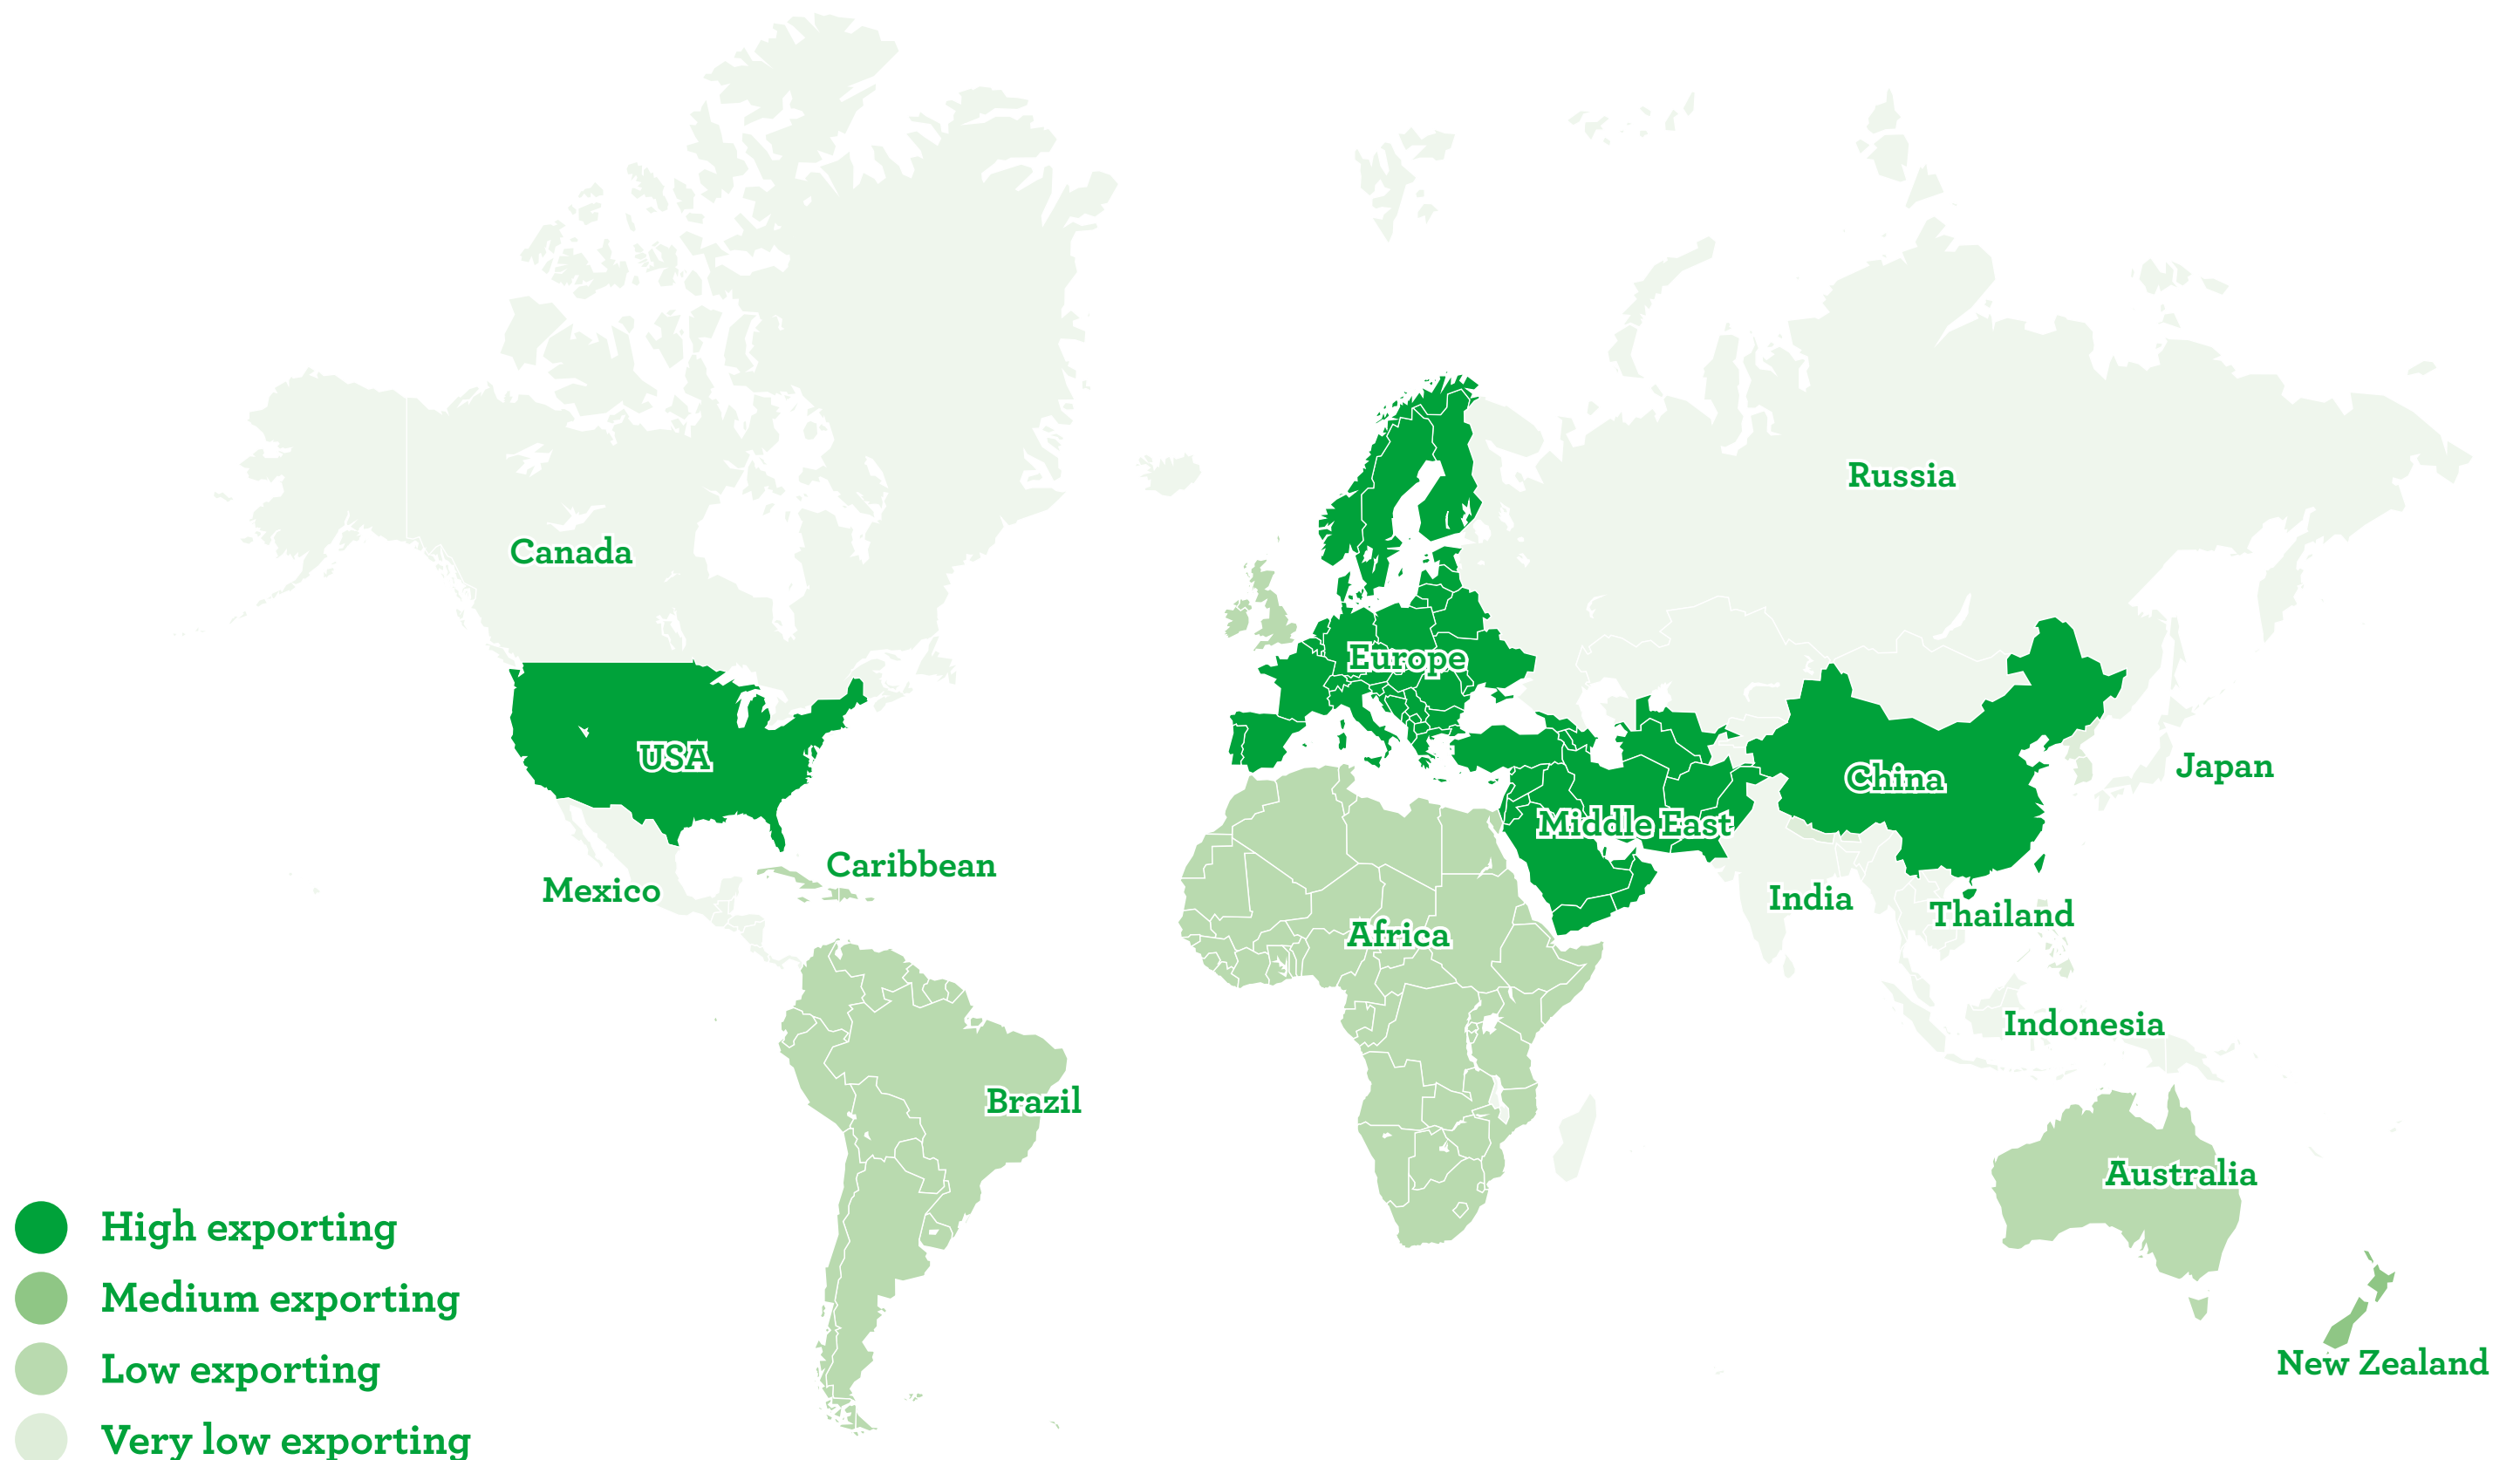 Russia
Canada
Europe
USA
China
Japan
Middle East
Caribbean
Mexico
India
Thailand
Africa
Indonesia
Brazil
Australia
High exporting
Medium exporting
New Zealand
Low exporting
Very low exporting